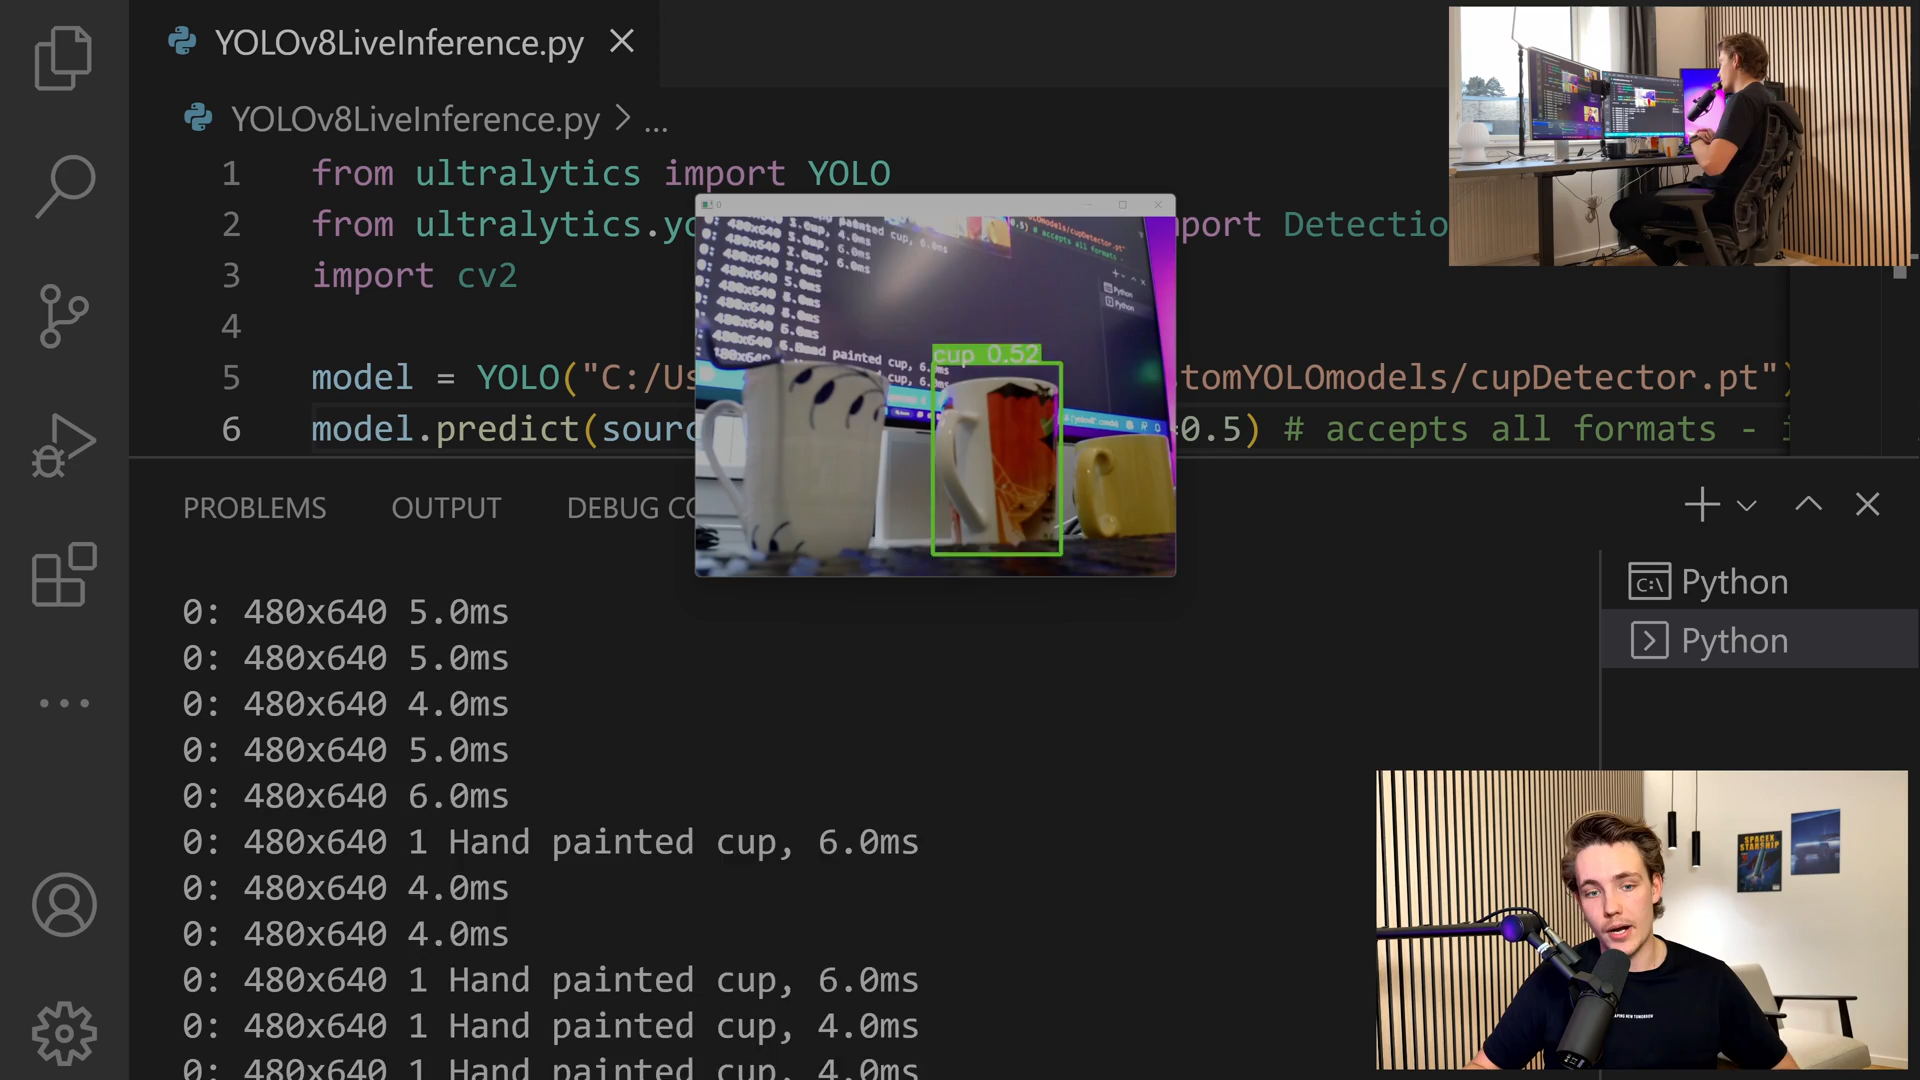 YOLOv8LiveInference.py
YOLOv8LiveInference.py > ...
1 from ultralytics import YOLO
2 from ultralytics.yo port Detectio
3 import cv2
4
5 model = YOLO("C:/Us tomYOLOmodels/cupDetector.pt")
6 model.predict(sourc 0.5) # accepts all formats - i
cup 0.52
PROBLEMS OUTPUT DEBUG CO
0: 480x640 5.0ms
0: 480x640 5.0ms
0: 480x640 4.0ms
0: 480x640 5.0ms
0: 480x640 6.0ms
0: 480x640 1 Hand painted cup, 6.0ms
0: 480x640 4.0ms
0: 480x640 4.0ms
0: 480x640 1 Hand painted cup, 6.0ms
0: 480x640 1 Hand painted cup, 4.0ms
0: 480x640 1 Hand painted cup, 4.0ms
Python
Python
SPACEX
STARSHIP